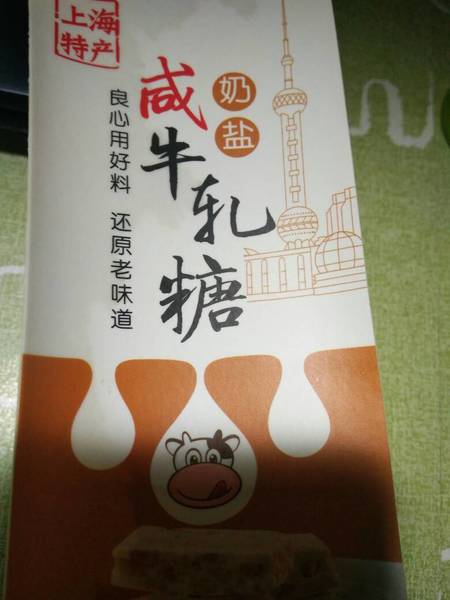 上海
特产
奶盐
咸牛轧糖
良心用好料 还原老味道